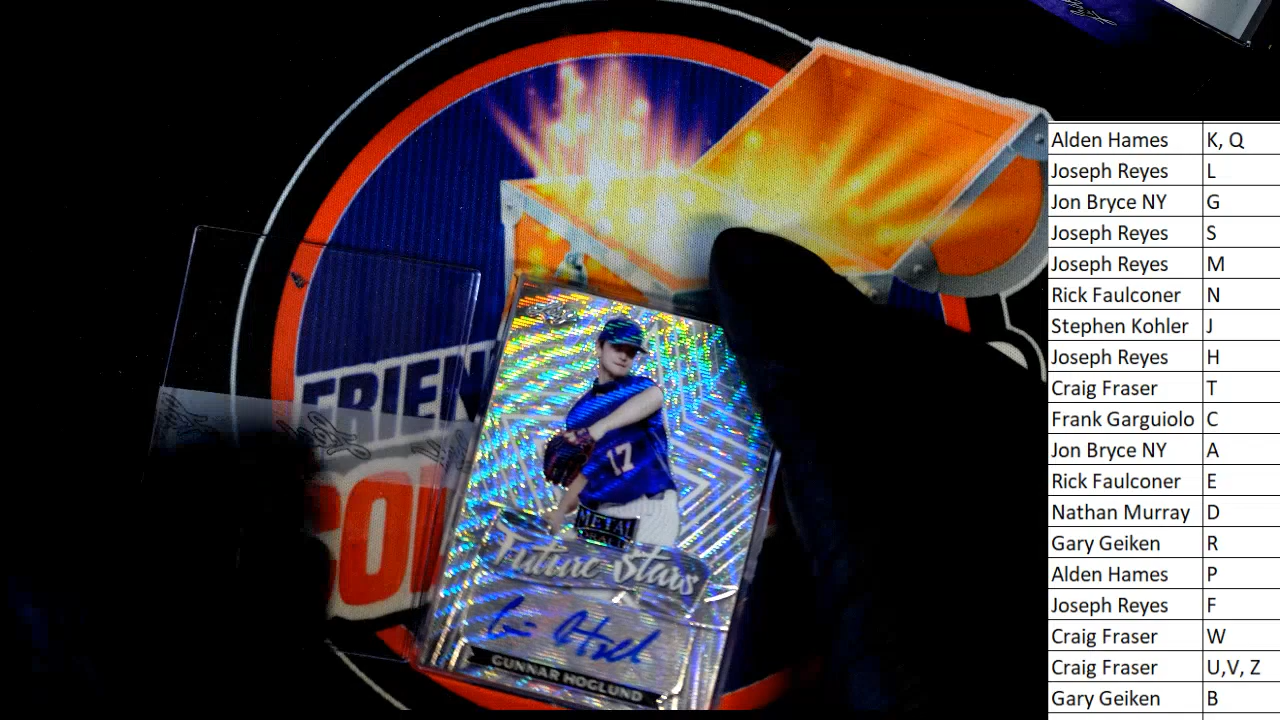 Alden Hames K, Q
Joseph Reyes L
Jon Bryce NY G
Joseph Reyes S
Joseph Reyes M
Rick Faulconer N
Stephen Kohler J
Joseph Reyes H
Craig Fraser T
Frank Garguiolo C
Jon Bryce NY A
Rick Faulconer E
Nathan Murray D
Gary Geiken R
Alden Hames P
Joseph Reyes F
Craig Fraser W
Craig Fraser U,V, Z
Gary Geiken B
FRIEN
17
METAL
DRAFT
Future Stars
GUNNAR HOGLUND